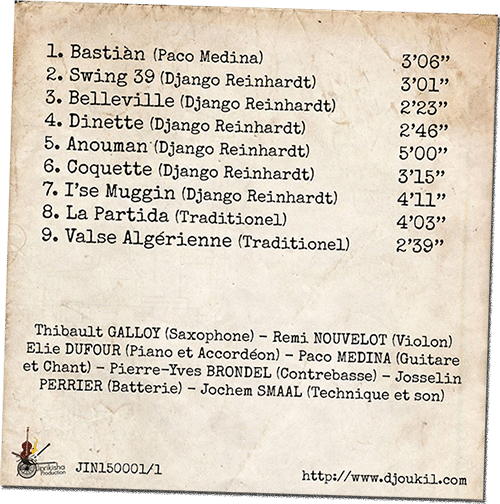 1. Bastiàn (Paco Medina) 3'06"
2. Swing 39 (Django Reinhardt) 3'01"
3. Belleville (Django Reinhardt) 2'23"
4. Dinette (Django Reinhardt) 2'46"
5. Anouman (Django Reinhardt) 5'00"
6. Coquette (Django Reinhardt) 3'15"
7. I'se Muggin (Django Reinhardt) 4'11"
8. La Partida (Traditionel) 4'03"
9. Valse Algérienne (Traditionel) 2'39"
Thibault GALLOY (Saxophone) – Remi NOUVELOT (Violon)
Elie DUFOUR (Piano et Accordéon) – Paco MEDINA (Guitare
et Chant) – Pierre-Yves BRONDEL (Contrebasse) – Josselin
PERRIER (Batterie) – Jochem SMAAL (Technique et son)
Jinrikisha
Production
JIN150001/1
http://www.djoukil.com